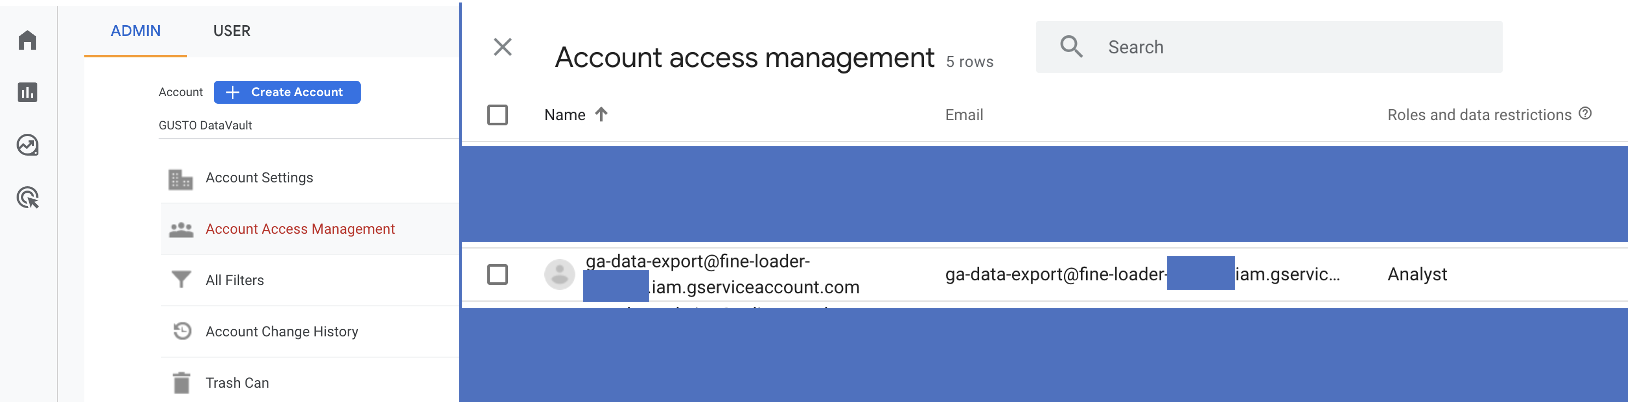 ADMIN
USER
Account
Create Account
GUSTO DataVault
Account Settings
Account Access Management
All Filters
Account Change History
Trash Can
Account access management 5 rows
Search
Name
Email
Roles and data restrictions
ga-data-export@fine-loader-
.iam.gserviceaccount.com
ga-data-export@fine-loader- iam.gservic...
Analyst